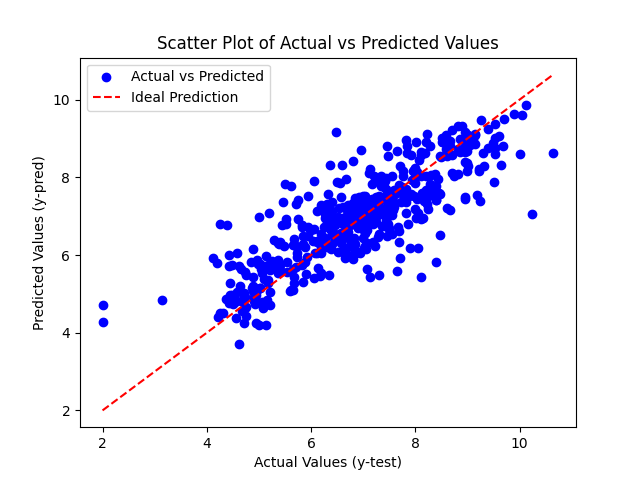 Scatter Plot of Actual vs Predicted Values
Actual vs Predicted
Ideal Prediction
10
8
6
4
2
Predicted Values (y-pred)
2 4 6 8 10
Actual Values (y-test)